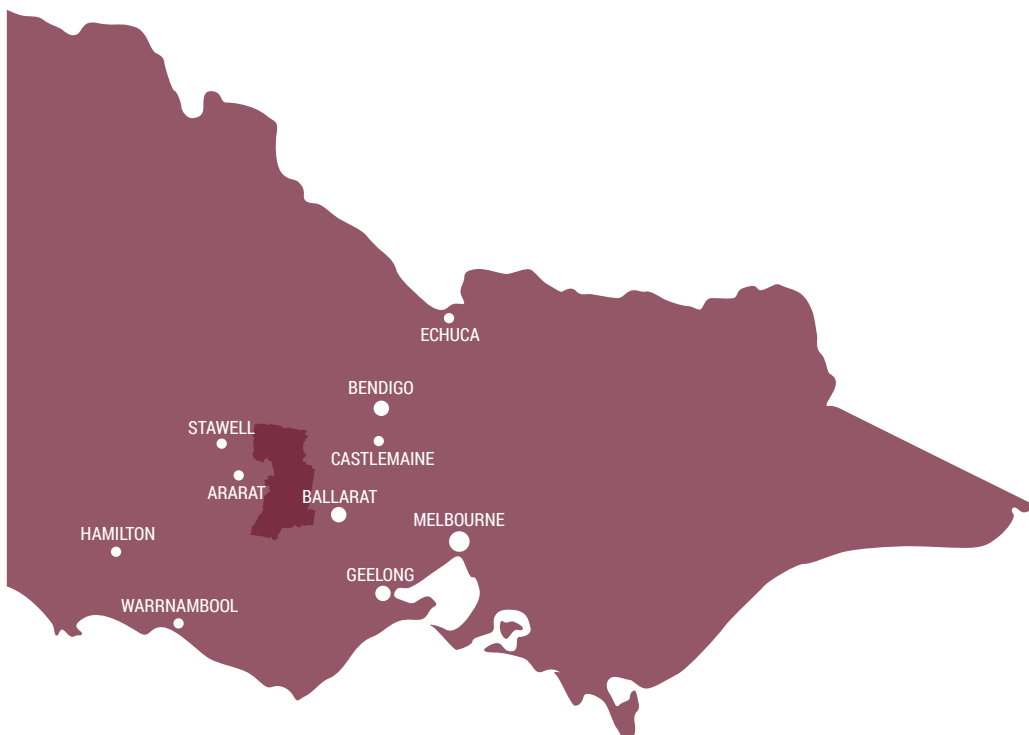 ECHUCA
BENDIGO
STAWELL
CASTLEMAINE
ARARAT
BALLARAT
MELBOURNE
HAMILTON
GEELONG
WARRNAMBOOL